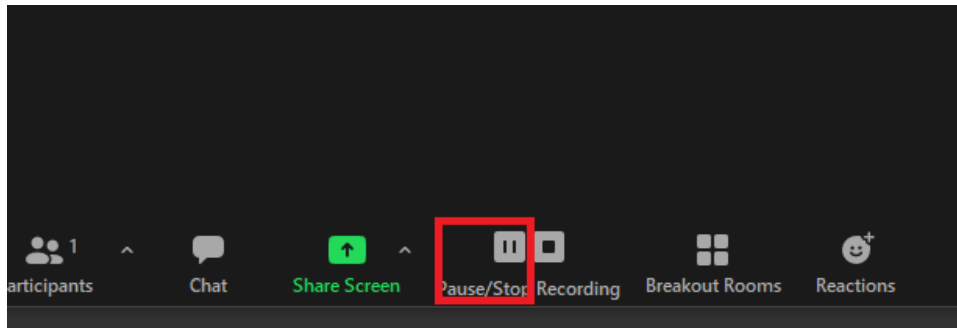 1
articipants
Chat
Share Screen
Pause/Stop Recording
Breakout Rooms
Reactions